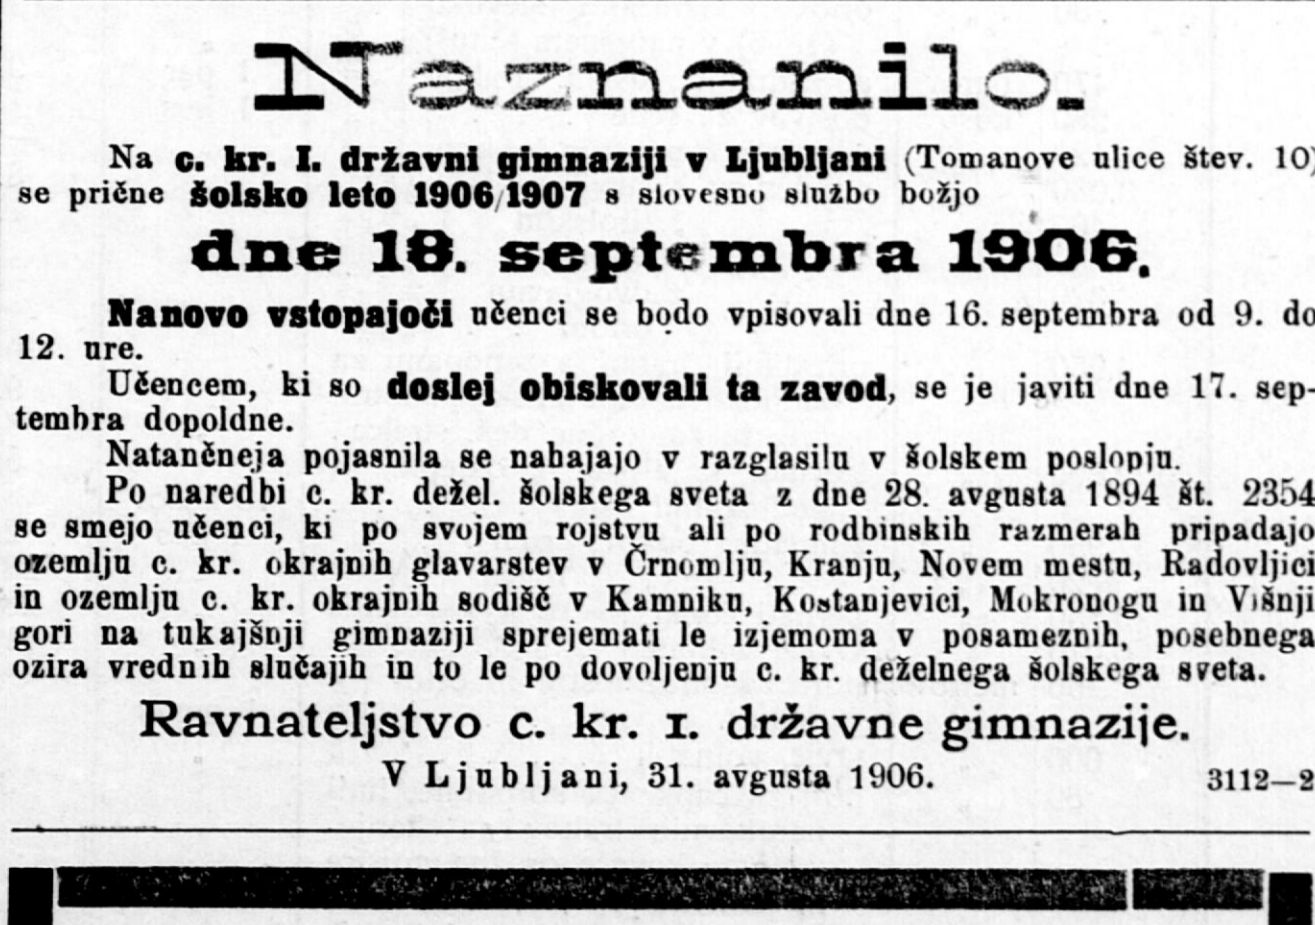 Naznanilo.
Na c. kr. I. državni gimnaziji v Ljubljani (Tomanove ulice štev. 10)
se prične šolsko leto 1906/1907 s slovesno službo božjo
dne 18. septembra 1906.
Nanovo vstopajoči učenci se bodo vpisovali dne 16. septembra od 9. do
12. ure.
Učencem, ki so doslej obiskovali ta zavod, se je javiti dne 17. sep-
tembra dopoldne.
Natančneja pojasnila se nahajajo v razglasilu v šolskem poslopju.
Po naredbi c. kr. dežel. šolskega sveta z dne 28. avgusta 1894 št. 2354
se smejo učenci, ki po svojem rojstvu ali po rodbinskih razmerah pripadajo
ozemlju c. kr. okrajnih glavarstev v Črnomlju, Kranju, Novem mestu, Radovljici
in ozemlju c. kr. okrajnih sodišč v Kamniku, Kostanjevici, Mokronogu in Višnji
gori na tukajšnji gimnaziji sprejemati le izjemoma v posameznih, posebnega
ozira vrednih slučajih in to le po dovoljenju c. kr. deželnega šolskega sveta.
Ravnateljstvo c. kr. I. državne gimnazije.
V Ljubljani, 31. avgusta 1906.
3112—2